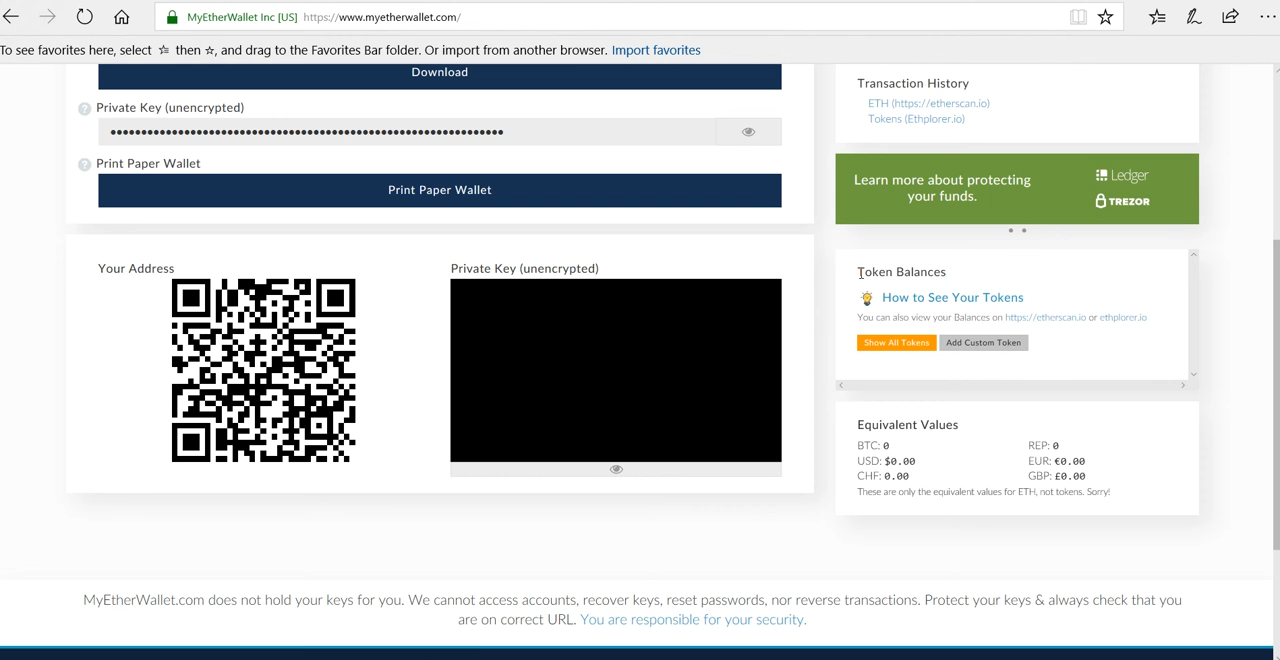 MyEtherWallet Inc [US] https://www.myetherwallet.com/
To see favorites here, select then ☆, and drag to the Favorites Bar folder. Or import from another browser. Import favorites
Download
Private Key (unencrypted)
Print Paper Wallet
Print Paper Wallet
Your Address
Private Key (unencrypted)
Transaction History
ETH (https://etherscan.io)
Tokens (Ethplorer.io)
Learn more about protecting
your funds.
Ledger
TREZOR
Token Balances
How to See Your Tokens
You can also view your Balances on https://etherscan.io or ethplorer.io
Show All Tokens Add Custom Token
Equivalent Values
BTC: 0 REP: 0
USD: $0.00 EUR: €0.00
CHF: 0.00 GBP: £0.00
These are only the equivalent values for ETH, not tokens. Sorry!
MyEtherWallet.com does not hold your keys for you. We cannot access accounts, recover keys, reset passwords, nor reverse transactions. Protect your keys & always check that you
are on correct URL. You are responsible for your security.